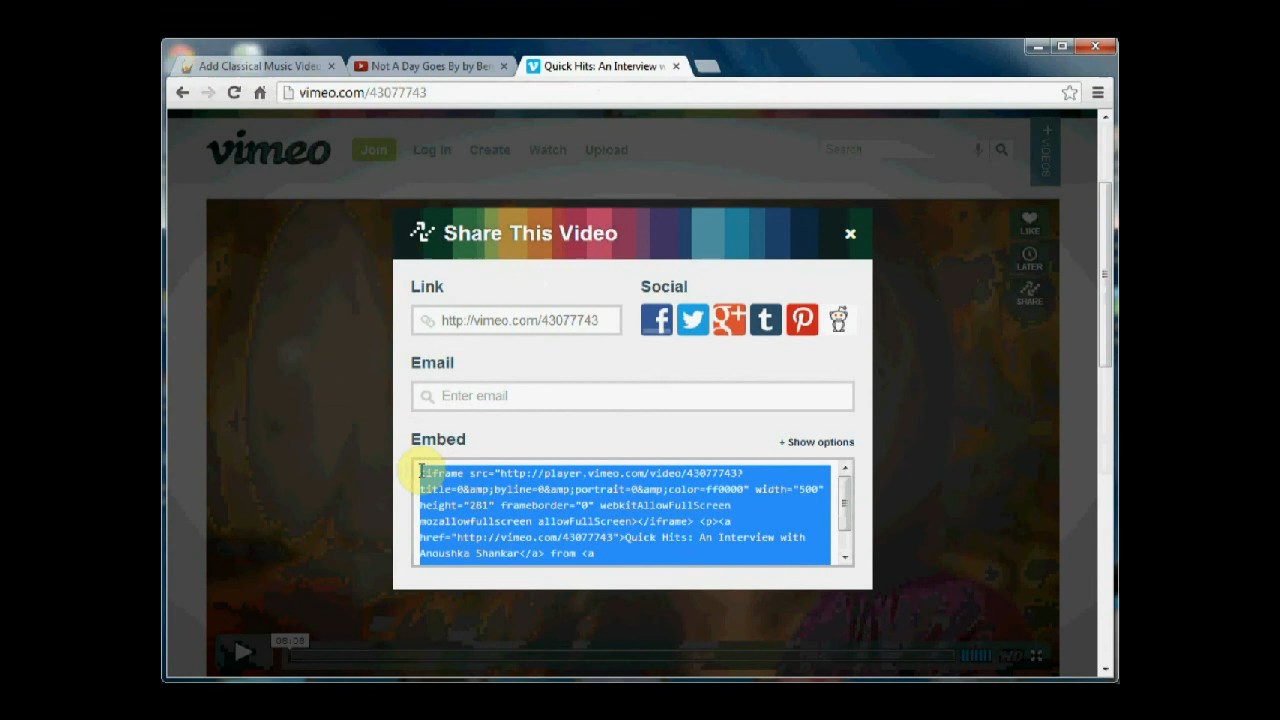 Add Classical Music Video
Not A Day Goes By by Ber
Quick Hits: An Interview w
vimeo.com/43077743
vimeo
Join
Log In
Create
Watch
Upload
Search
+ VIDEOS
LIKE
LATER
SHARE
Share This Video
Link
Social
http://vimeo.com/43077743
f
g+
t
Email
Enter email
Embed
+ Show options
<iframe src="http://player.vimeo.com/video/43077743?
title=0&amp;byline=0&amp;portrait=0&amp;color=ff0000" width="500"
height="281" frameborder="0" webkitAllowFullScreen
mozallowfullscreen allowFullScreen></iframe> <p><a
href="http://vimeo.com/43077743">Quick Hits: An Interview with
Anoushka Shankar</a> from <a
HD